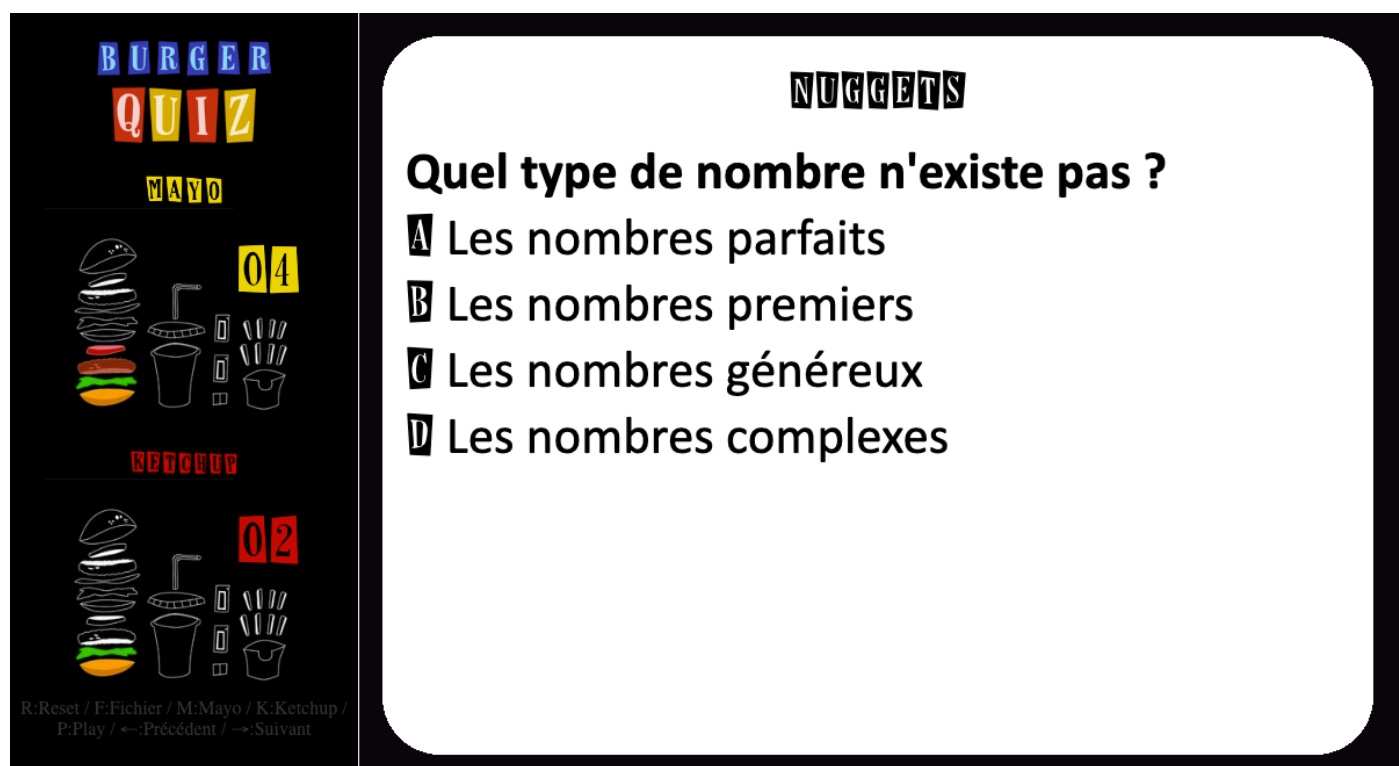 BURGER
QUIZ
MAYO
04
KETCHUP
02
R:Reset / F:Fichier / M:Mayo / K:Ketchup /
P:Play / ←:Précédent / →:Suivant
NUGGETS
Quel type de nombre n'existe pas ?
A Les nombres parfaits
B Les nombres premiers
C Les nombres généreux
D Les nombres complexes